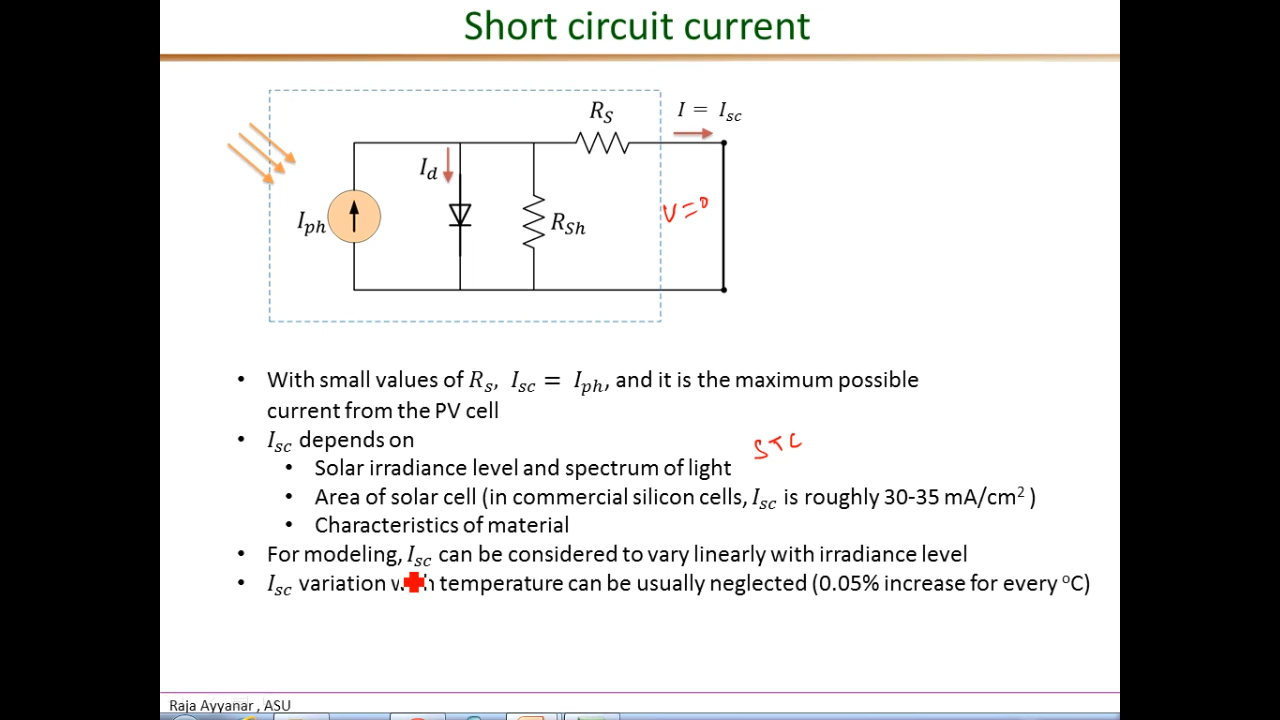 Short circuit current
R_S
I = I_sc
I_d
I_ph
R_Sh
V=0
• With small values of R_s, I_sc = I_ph, and it is the maximum possible
current from the PV cell
• I_sc depends on
STC
• Solar irradiance level and spectrum of light
• Area of solar cell (in commercial silicon cells, I_sc is roughly 30-35 mA/cm² )
• Characteristics of material
• For modeling, I_sc can be considered to vary linearly with irradiance level
• I_sc variation with temperature can be usually neglected (0.05% increase for every ºC)
Raja Ayyanar , ASU